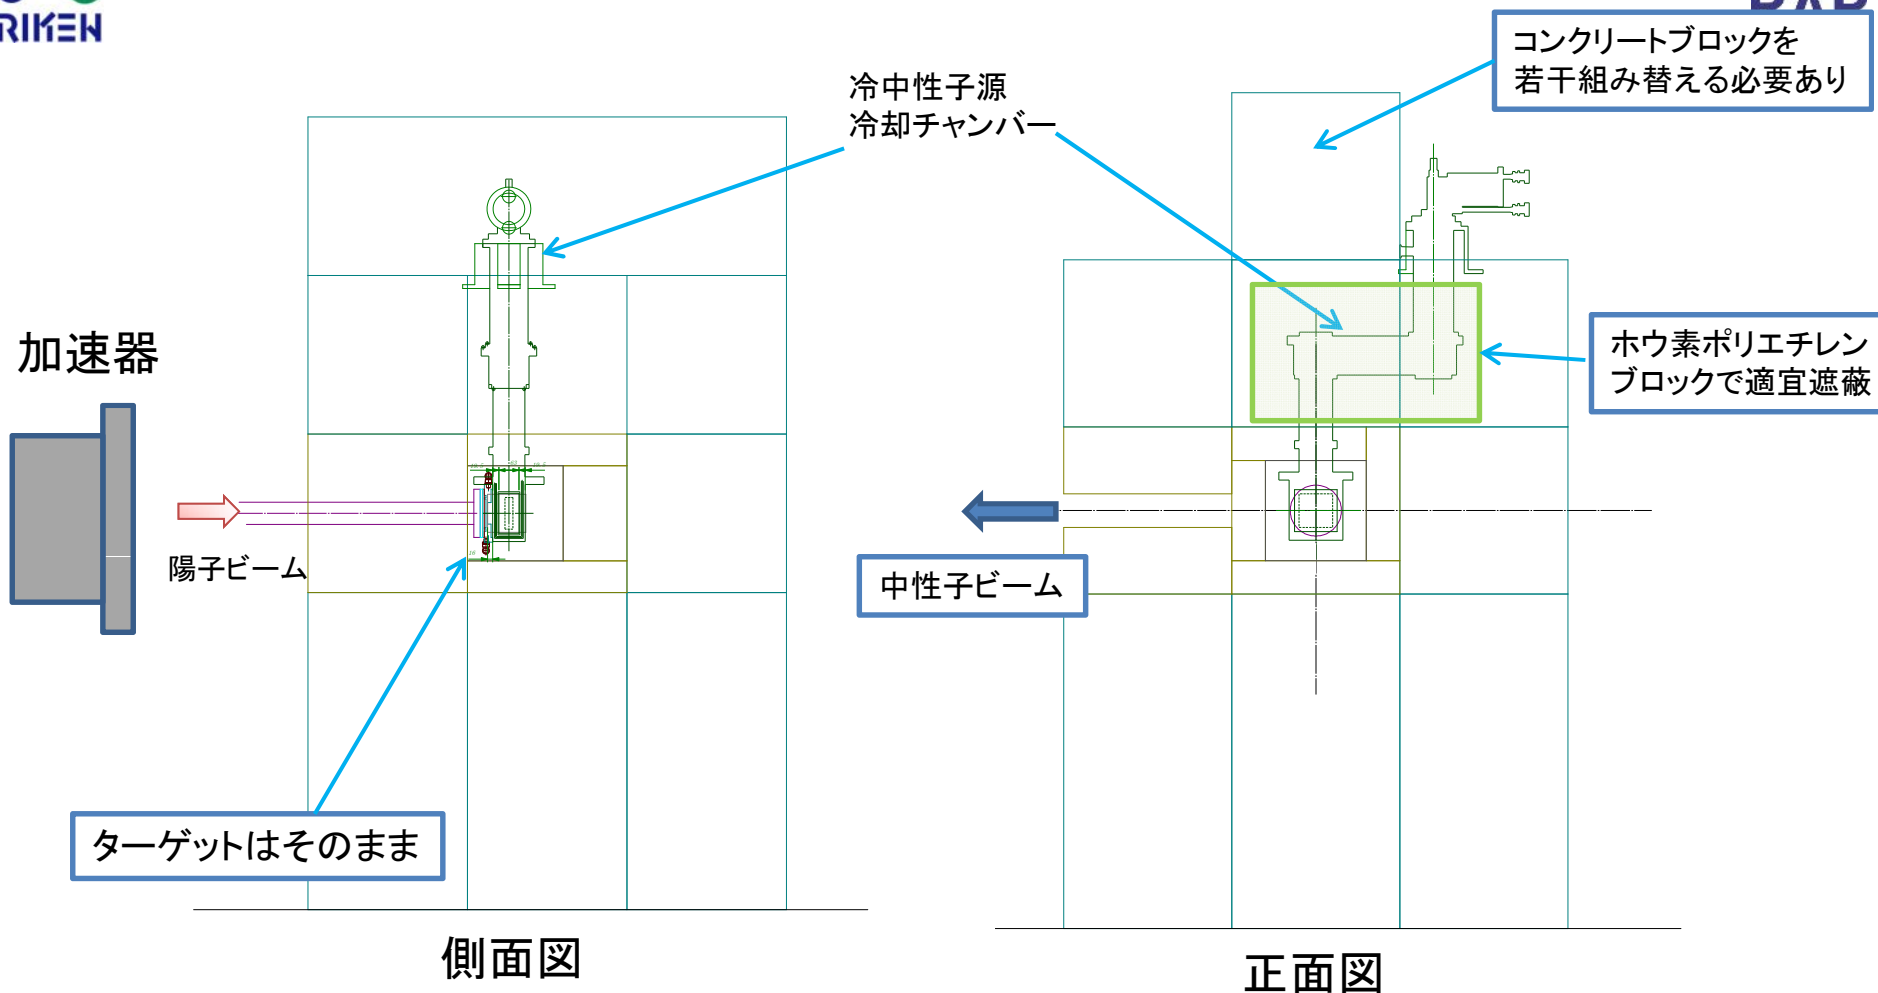 RIKEN
コンクリートブロックを
若干組み替える必要あり
冷中性子源
冷却チャンバー
加速器
ホウ素ポリエチレン
ブロックで適宜遮蔽
陽子ビーム
中性子ビーム
ターゲットはそのまま
側面図
正面図